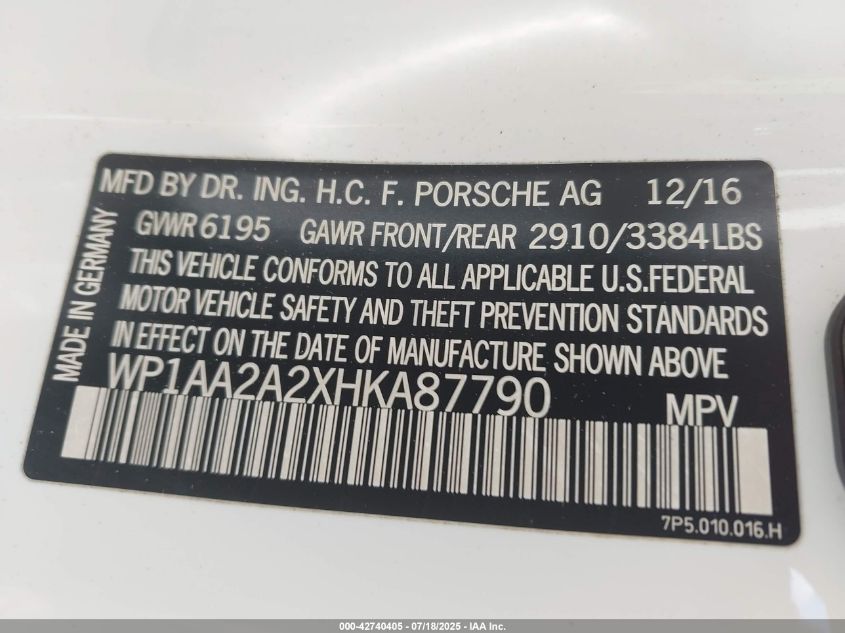 MFD BY DR. ING. H.C. F. PORSCHE AG 12/16
GVWR 6195 GAWR FRONT/REAR 2910/3384LBS
THIS VEHICLE CONFORMS TO ALL APPLICABLE U.S.FEDERAL
MOTOR VEHICLE SAFETY AND THEFT PREVENTION STANDARDS
IN EFFECT ON THE DATE OF MANUFACTURE SHOWN ABOVE
MADE IN GERMANY
WP1AA2A2XHKA87790 MPV
7P5.010.016.H
000-42740405 - 07/18/2025 - IAA Inc.